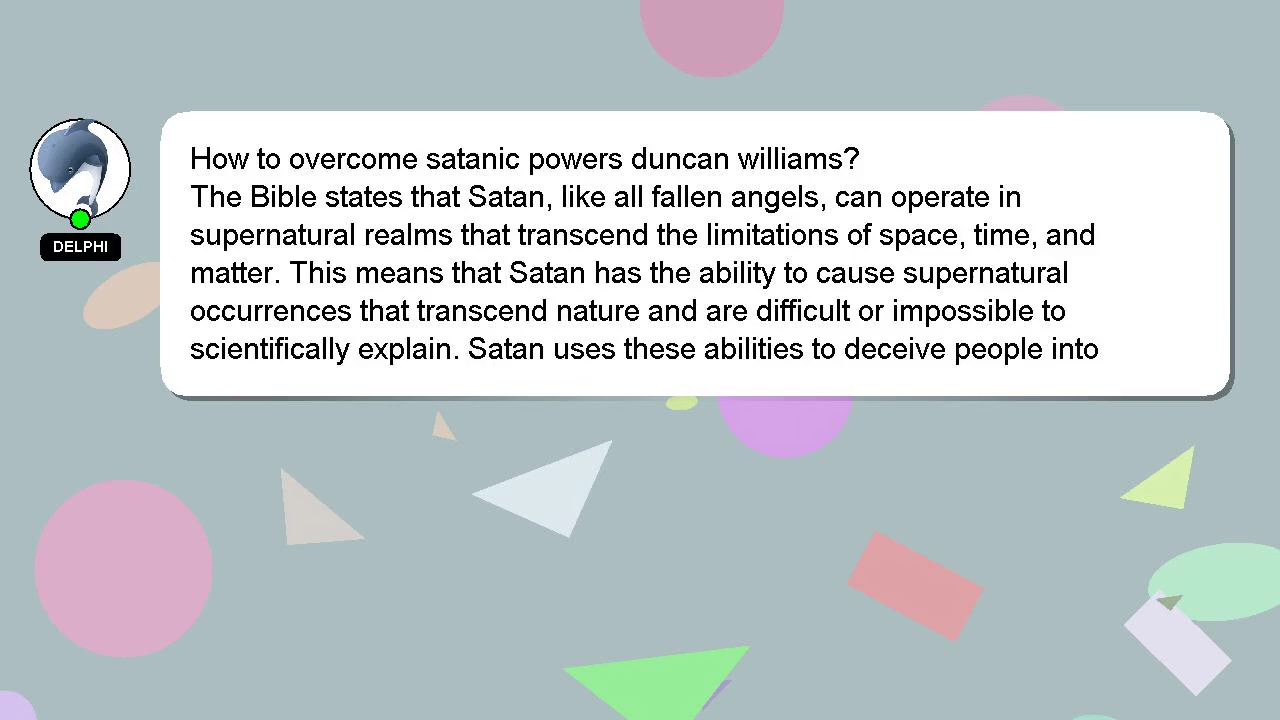 How to overcome satanic powers duncan williams?
The Bible states that Satan, like all fallen angels, can operate in
supernatural realms that transcend the limitations of space, time, and
matter. This means that Satan has the ability to cause supernatural
occurrences that transcend nature and are difficult or impossible to
scientifically explain. Satan uses these abilities to deceive people into
DELPHI